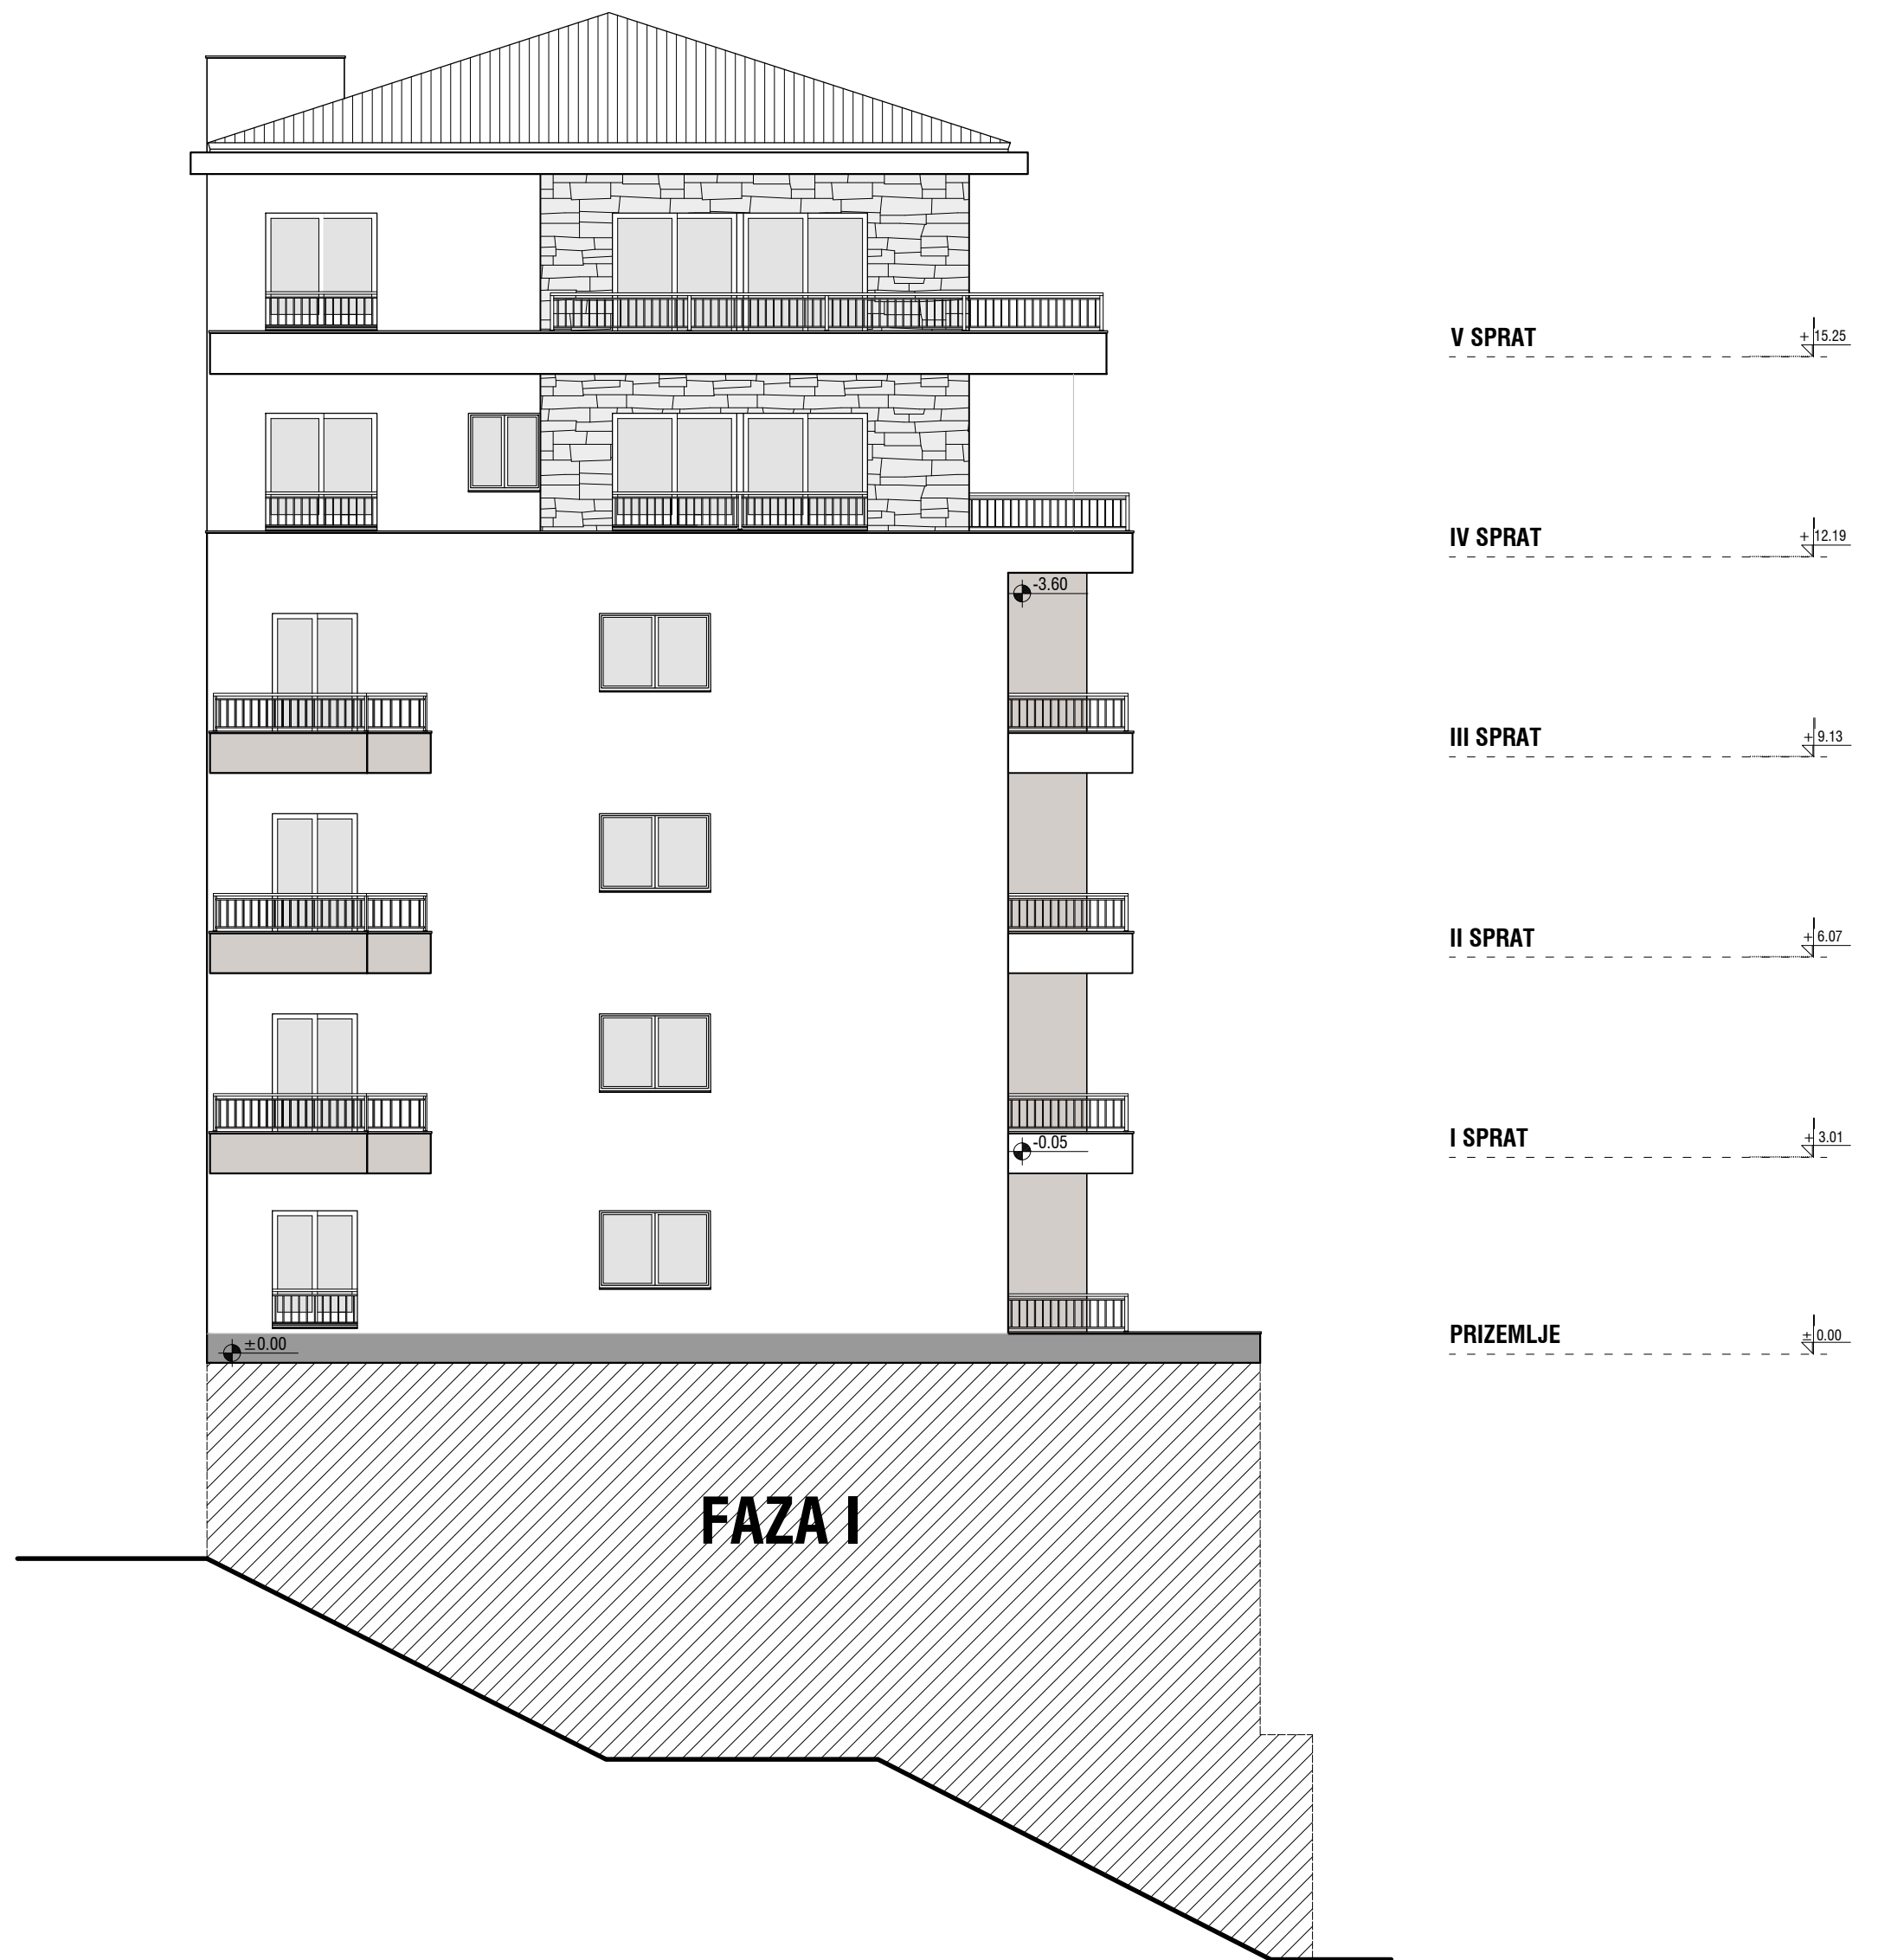 V SPRAT
+ 15.25
IV SPRAT
+ 12.19
-3.60
III SPRAT
+ 9.13
II SPRAT
+ 6.07
I SPRAT
+ 3.01
-0.05
PRIZEMLJE
± 0.00
±0.00
FAZA I